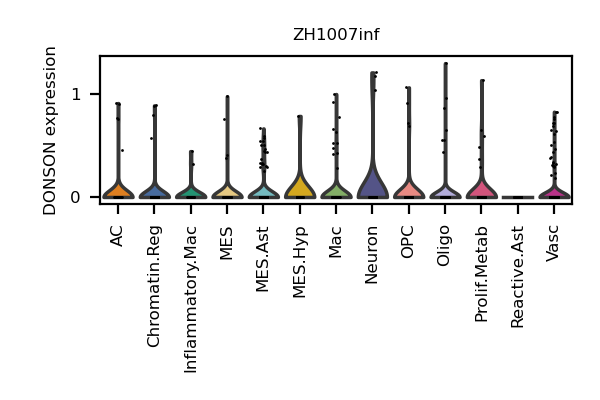 ZH1007inf
DONSON expression
1
0
AC
Chromatin.Reg
Inflammatory.Mac
MES
MES.Ast
MES.Hyp
Mac
Neuron
OPC
Oligo
Prolif.Metab
Reactive.Ast
Vasc